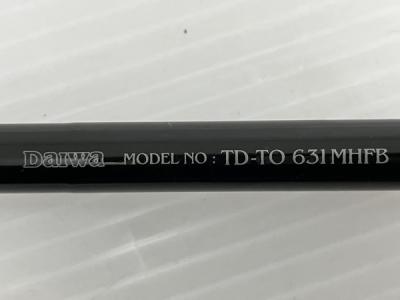 Daiwa MODEL NO : TD-TO 631MHFB